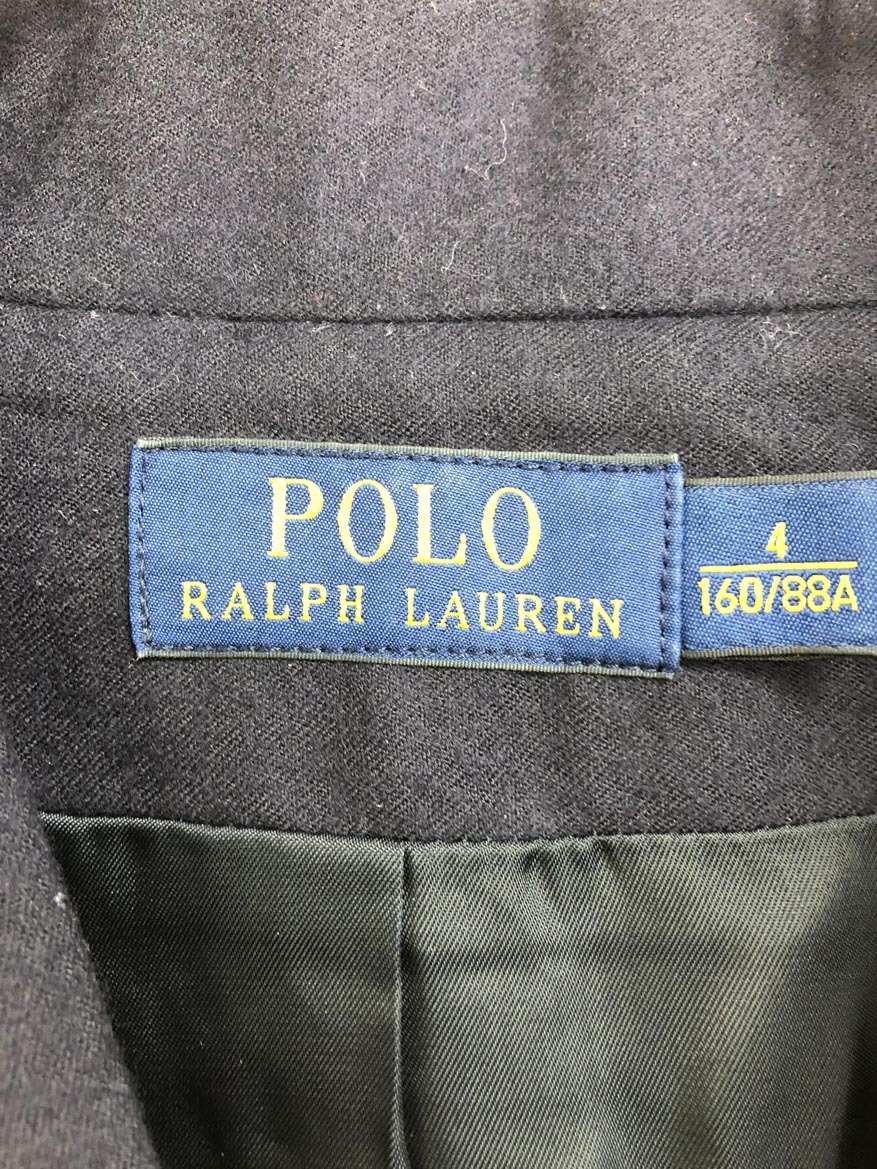 POLO
RALPH LAUREN
4
160/88A